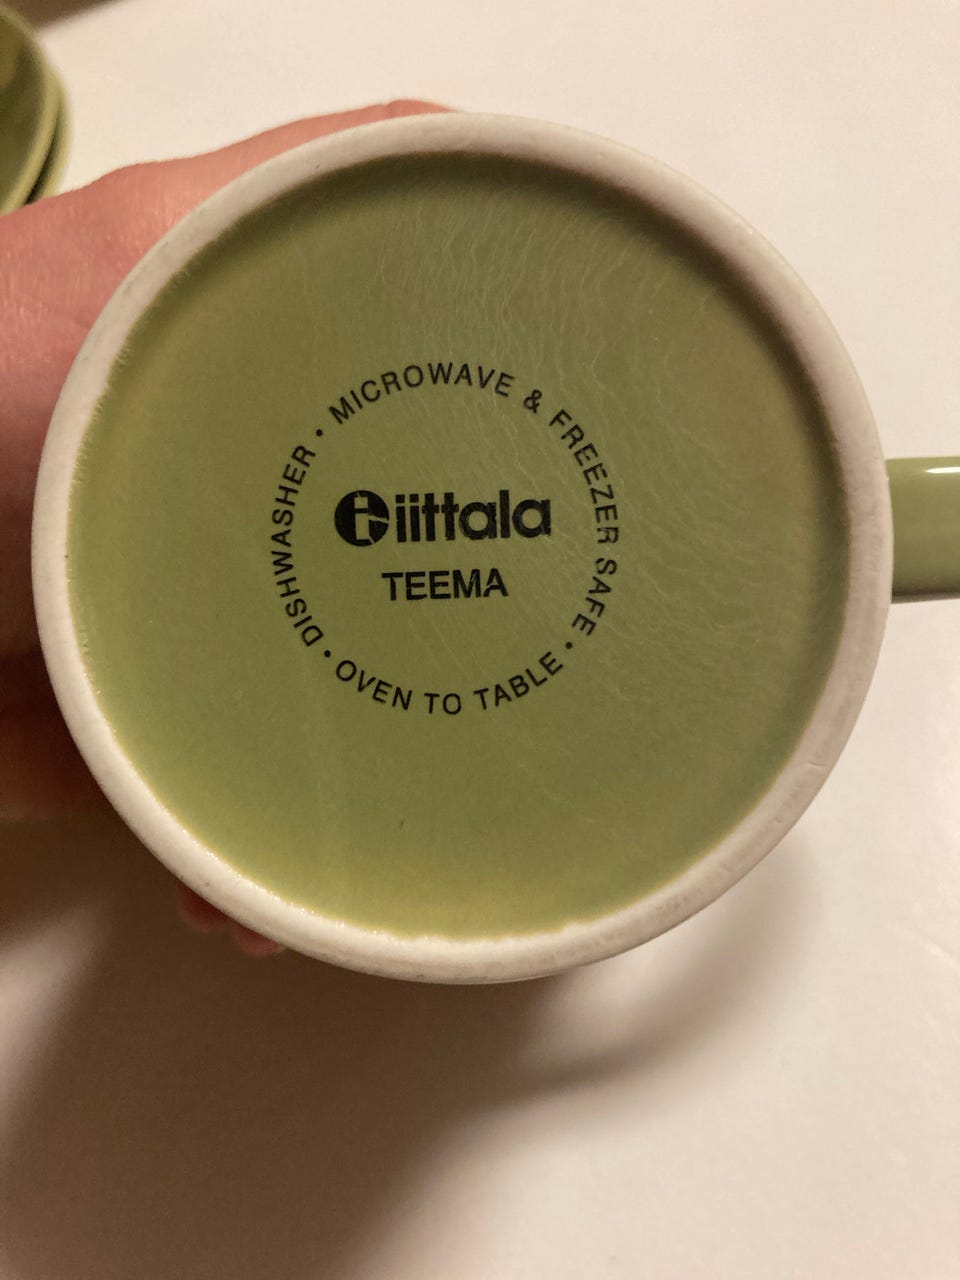 MICROWAVE & FREEZER SAFE • OVEN TO TABLE • DISHWASHER •
iittala
TEEMA